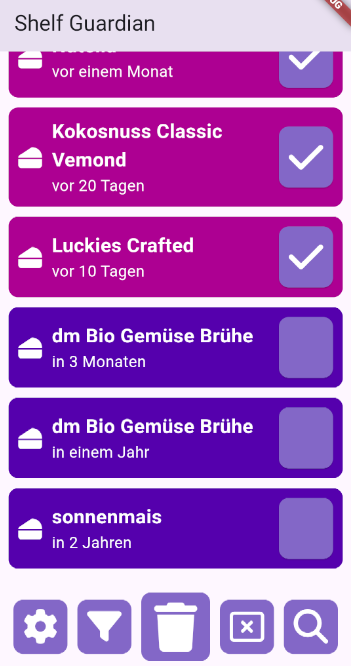 Shelf Guardian
vor einem Monat
Kokosnuss Classic
Vemond
vor 20 Tagen
Luckies Crafted
vor 10 Tagen
dm Bio Gemüse Brühe
in 3 Monaten
dm Bio Gemüse Brühe
in einem Jahr
sonnenmais
in 2 Jahren